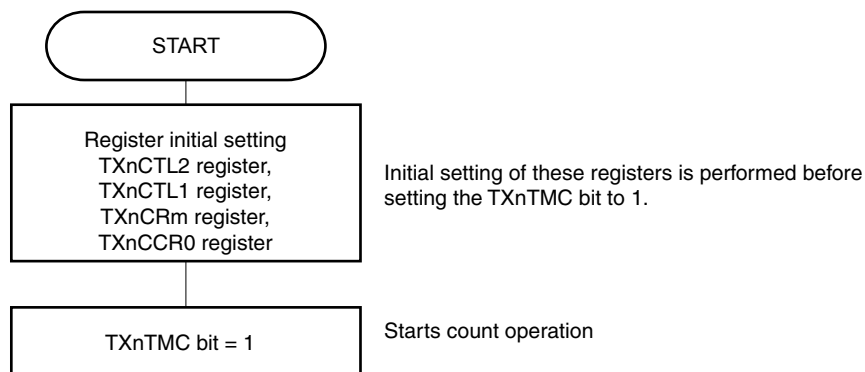 START
Register initial setting
TXnCTL2 register,
TXnCTL1 register,
TXnCRm register,
TXnCCR0 register
Initial setting of these registers is performed before
setting the TXnTMC bit to 1.
TXnTMC bit = 1
Starts count operation